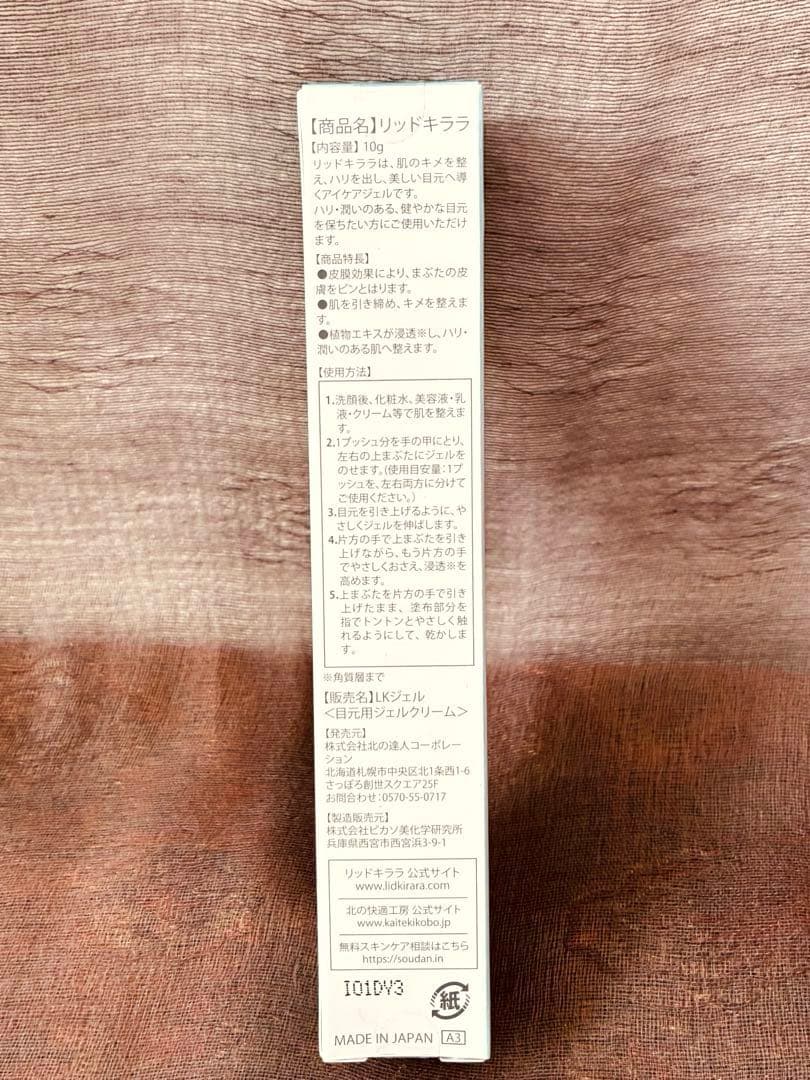 【商品名】リッドキララ
【内容量】10g
リッドキララは、肌のキメを整
え、ハリを出し、美しい目元へ導
くアイケアジェルです。
ハリ・潤いのある、健やかな目元
を保ちたい方にご使用いただけ
ます。
【商品特長】
●皮膜効果により、まぶたの皮
膚をピンとはります。
●肌を引き締め、キメを整えま
す。
●植物エキスが浸透※し、ハリ・
潤いのある肌へ整えます。
【使用方法】
1.洗顔後、化粧水、美容液・乳
液・クリーム等で肌を整えま
す。
2.1プッシュ分を手の甲にとり、
左右の上まぶたにジェルを
のせます。(使用目安量：1プ
ッシュを、左右両方に分けて
ご使用ください。)
3.目元を引き上げるように、や
さしくジェルを伸ばします。
4.片方の手で上まぶたを引き
上げながら、もう片方の手
でやさしくおさえ、浸透※を
高めます。
5.上まぶたを片方の手で引き
上げたまま、塗布部分を
指でトントンとやさしく触
れるようにして、乾かしま
す。
※角質層まで
【販売名】LKジェル
＜目元用ジェルクリーム＞
【発売元】
株式会社北の達人コーポレー
ション
北海道札幌市中央区北1条西1-6
さっぽろ創世スクエア25F
お問合わせ：0570-55-0717
【製造販売元】
株式会社ピカソ美化学研究所
兵庫県西宮市西宮浜3-9-1
リッドキララ 公式サイト
www.lidkirara.com
北の快適工房 公式サイト
www.kaitekikobo.jp
無料スキンケア相談はこちら
https://soudan.in
I01DY3
紙
MADE IN JAPAN A3